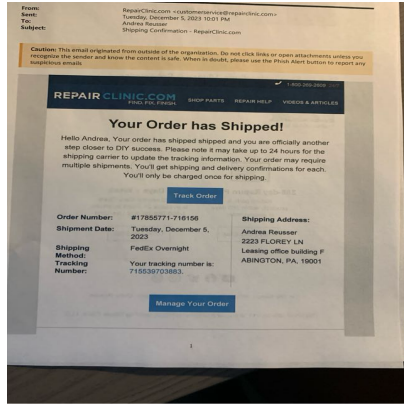 From: RepairClinic.com <customerservice@repairclinic.com>
Sent: Tuesday, December 5, 2023 10:01 PM
To: Andrea Reusser
Subject: Shipping Confirmation - RepairClinic.com
Caution: This email originated from outside of the organization. Do not click links or open attachments unless you
recognize the sender and know the content is safe. When in doubt, please use the Phish Alert button to report any
suspicious emails
REPAIR CLINIC.COM
FIND. FIX. FINISH.
SHOP PARTS REPAIR HELP VIDEOS & ARTICLES
Your Order has Shipped!
Hello Andrea, Your order has shipped shipped and you are officially another
step closer to DIY success. Please note it may take up to 24 hours for the
shipping carrier to update the tracking information. Your order may require
multiple shipments. You'll get shipping and delivery confirmations for each.
You'll only be charged once for shipping.
Track Order
Order Number: #17855771-716156
Shipment Date: Tuesday, December 5,
2023
Shipping FedEx Overnight
Method:
Tracking Your tracking number is:
Number: 715539703863.
Shipping Address:
Andrea Reusser
2223 FLOREY LN
Leasing office building F
ABINGTON, PA, 19001
Manage Your Order
1